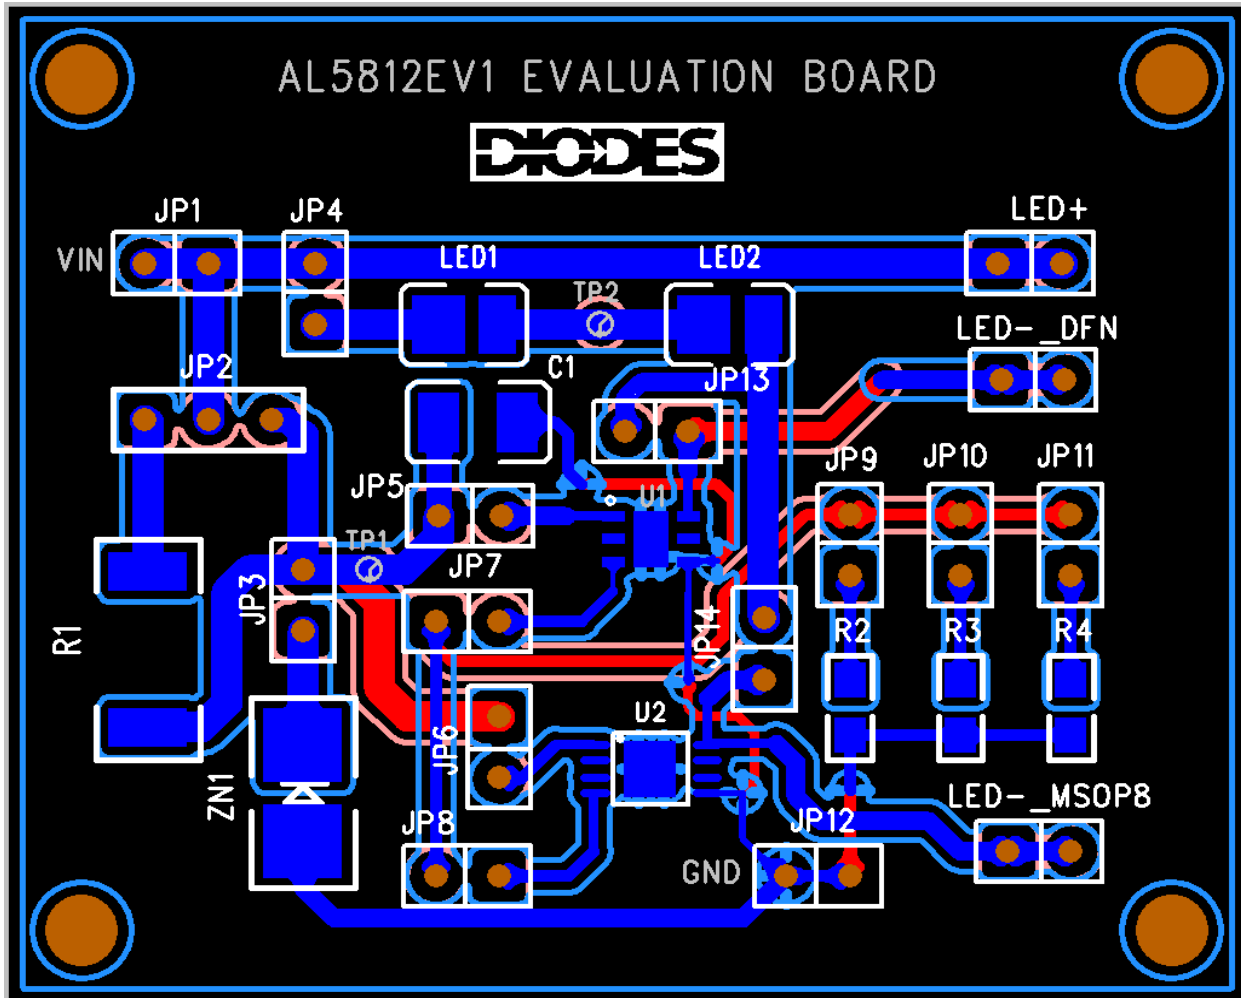 AL5812EV1 EVALUATION BOARD
DIODES
JP1 JP4 LED+
VIN LED1 LED2
TP2
LED-_DFN
JP2 C1 JP13
JP9 JP10 JP11
JP5 U1
TP1 JP7
JP3 JP14
R1 R2 R3 R4
JP6 U2
ZN1 JP8 JP12 LED-_MSOP8
GND